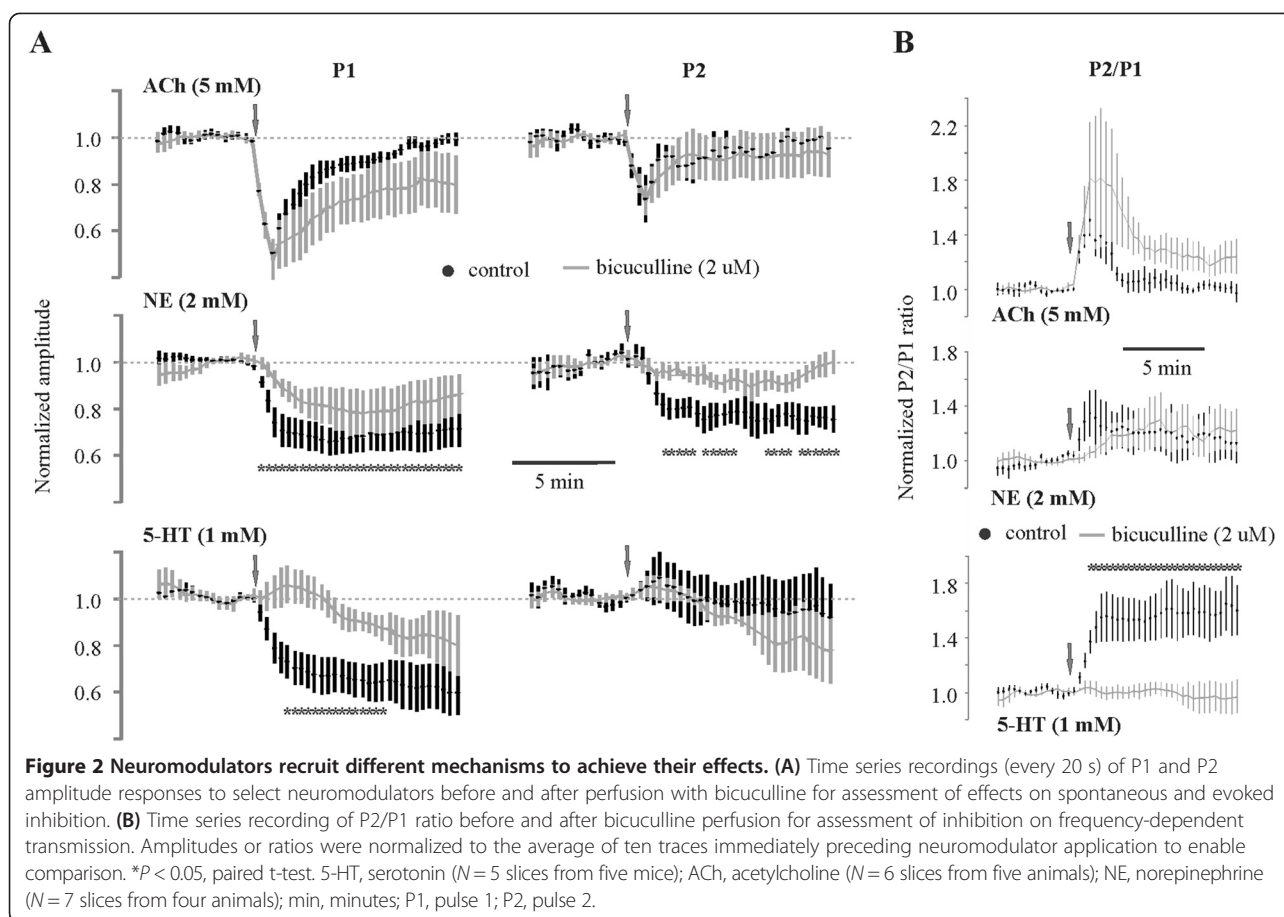 A
B
P1
P2
P2/P1
ACh (5 mM)
1.0
0.8
0.6
control
bicuculline (2 uM)
NE (2 mM)
1.0
0.8
0.6
************************************
***** ***** **** ******
5 min
5-HT (1 mM)
1.0
0.8
0.6
******************
Normalized amplitude
2.2
1.8
1.4
1.0
ACh (5 mM)
5 min
1.8
1.4
1.0
NE (2 mM)
control
bicuculline (2 uM)
***************************
1.8
1.4
1.0
5-HT (1 mM)
Normalized P2/P1 ratio
Figure 2 Neuromodulators recruit different mechanisms to achieve their effects. (A) Time series recordings (every 20 s) of P1 and P2
amplitude responses to select neuromodulators before and after perfusion with bicuculline for assessment of effects on spontaneous and evoked
inhibition. (B) Time series recording of P2/P1 ratio before and after bicuculline perfusion for assessment of inhibition on frequency-dependent
transmission. Amplitudes or ratios were normalized to the average of ten traces immediately preceding neuromodulator application to enable
comparison. *P < 0.05, paired t-test. 5-HT, serotonin (N = 5 slices from five mice); ACh, acetylcholine (N = 6 slices from five animals); NE, norepinephrine
(N = 7 slices from four animals); min, minutes; P1, pulse 1; P2, pulse 2.